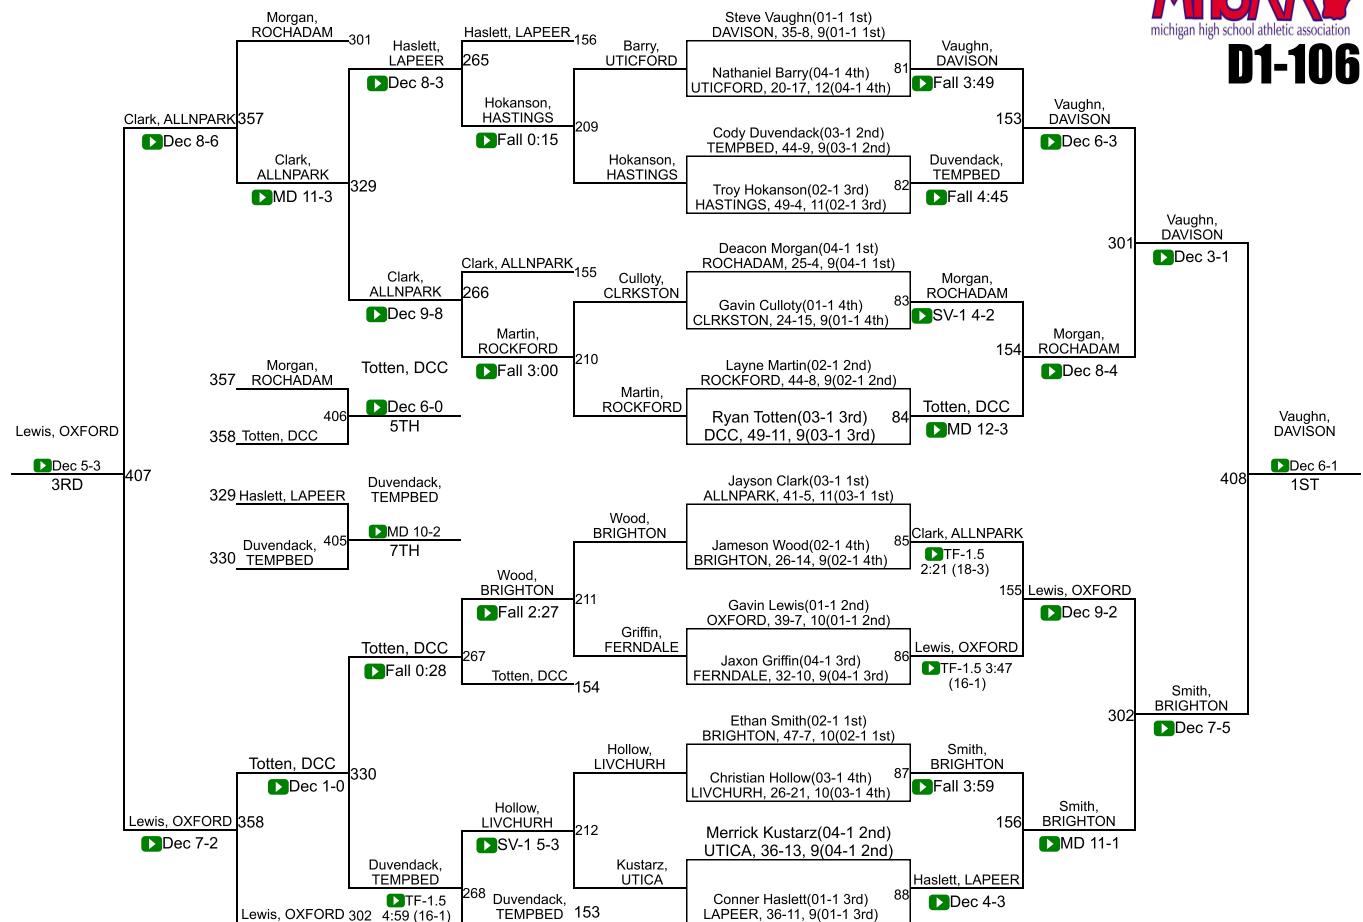 MHSAA
michigan high school athletic association
D1-106
Morgan,
ROCHADAM
301
Haslett,
LAPEER
Dec 8-3
Haslett, LAPEER
156
265
Hokanson,
HASTINGS
Fall 0:15
209
Barry,
UTICFORD
Hokanson,
HASTINGS
Steve Vaughn(01-1 1st)
DAVISON, 35-8, 9(01-1 1st)
Nathaniel Barry(04-1 4th)
UTICFORD, 20-17, 12(04-1 4th)
81
Vaughn,
DAVISON
Fall 3:49
Cody Duvendack(03-1 2nd)
TEMPBED, 44-9, 9(03-1 2nd)
Troy Hokanson(02-1 3rd)
HASTINGS, 49-4, 11(02-1 3rd)
82
Duvendack,
TEMPBED
Fall 4:45
153
Vaughn,
DAVISON
Dec 6-3
Clark, ALLNPARK
357
Dec 8-6
Clark,
ALLNPARK
MD 11-3
329
Clark,
ALLNPARK
Dec 9-8
Clark, ALLNPARK
155
266
Martin,
ROCKFORD
Fall 3:00
210
Culloty,
CLRKSTON
Martin,
ROCKFORD
Deacon Morgan(04-1 1st)
ROCHADAM, 25-4, 9(04-1 1st)
Gavin Culloty(01-1 4th)
CLRKSTON, 24-15, 9(01-1 4th)
83
Morgan,
ROCHADAM
SV-1 4-2
Layne Martin(02-1 2nd)
ROCKFORD, 44-8, 9(02-1 2nd)
Ryan Totten(03-1 3rd)
DCC, 49-11, 9(03-1 3rd)
84
Totten, DCC
MD 12-3
154
Morgan,
ROCHADAM
Dec 8-4
301
Vaughn,
DAVISON
Dec 3-1
357
Morgan,
ROCHADAM
358
Totten, DCC
406
Totten, DCC
Dec 6-0
5TH
Lewis, OXFORD
Dec 5-3
3RD
407
329
Haslett, LAPEER
330
Duvendack,
TEMPBED
405
Duvendack,
TEMPBED
MD 10-2
7TH
Vaughn,
DAVISON
Dec 6-1
1ST
408
Wood,
BRIGHTON
Fall 2:27
211
Wood,
BRIGHTON
Griffin,
FERNDALE
Jayson Clark(03-1 1st)
ALLNPARK, 41-5, 11(03-1 1st)
Jameson Wood(02-1 4th)
BRIGHTON, 26-14, 9(02-1 4th)
85
Clark, ALLNPARK
TF-1.5
2:21 (18-3)
Gavin Lewis(01-1 2nd)
OXFORD, 39-7, 10(01-1 2nd)
Jaxon Griffin(04-1 3rd)
FERNDALE, 32-10, 9(04-1 3rd)
86
Lewis, OXFORD
TF-1.5 3:47
(16-1)
155
Lewis, OXFORD
Dec 9-2
Totten, DCC
Fall 0:28
267
Totten, DCC
154
302
Smith,
BRIGHTON
Dec 7-5
Totten, DCC
Dec 1-0
330
Lewis, OXFORD
358
Dec 7-2
Hollow,
LIVCHURH
SV-1 5-3
212
Hollow,
LIVCHURH
Kustarz,
UTICA
Ethan Smith(02-1 1st)
BRIGHTON, 47-7, 10(02-1 1st)
Christian Hollow(03-1 4th)
LIVCHURH, 26-21, 10(03-1 4th)
87
Smith,
BRIGHTON
Fall 3:59
Merrick Kustarz(04-1 2nd)
UTICA, 36-13, 9(04-1 2nd)
Conner Haslett(01-1 3rd)
LAPEER, 36-11, 9(01-1 3rd)
88
Haslett, LAPEER
Dec 4-3
156
Smith,
BRIGHTON
MD 11-1
Duvendack,
TEMPBED
TF-1.5
4:59 (16-1)
268
Duvendack,
TEMPBED
153
Lewis, OXFORD
302